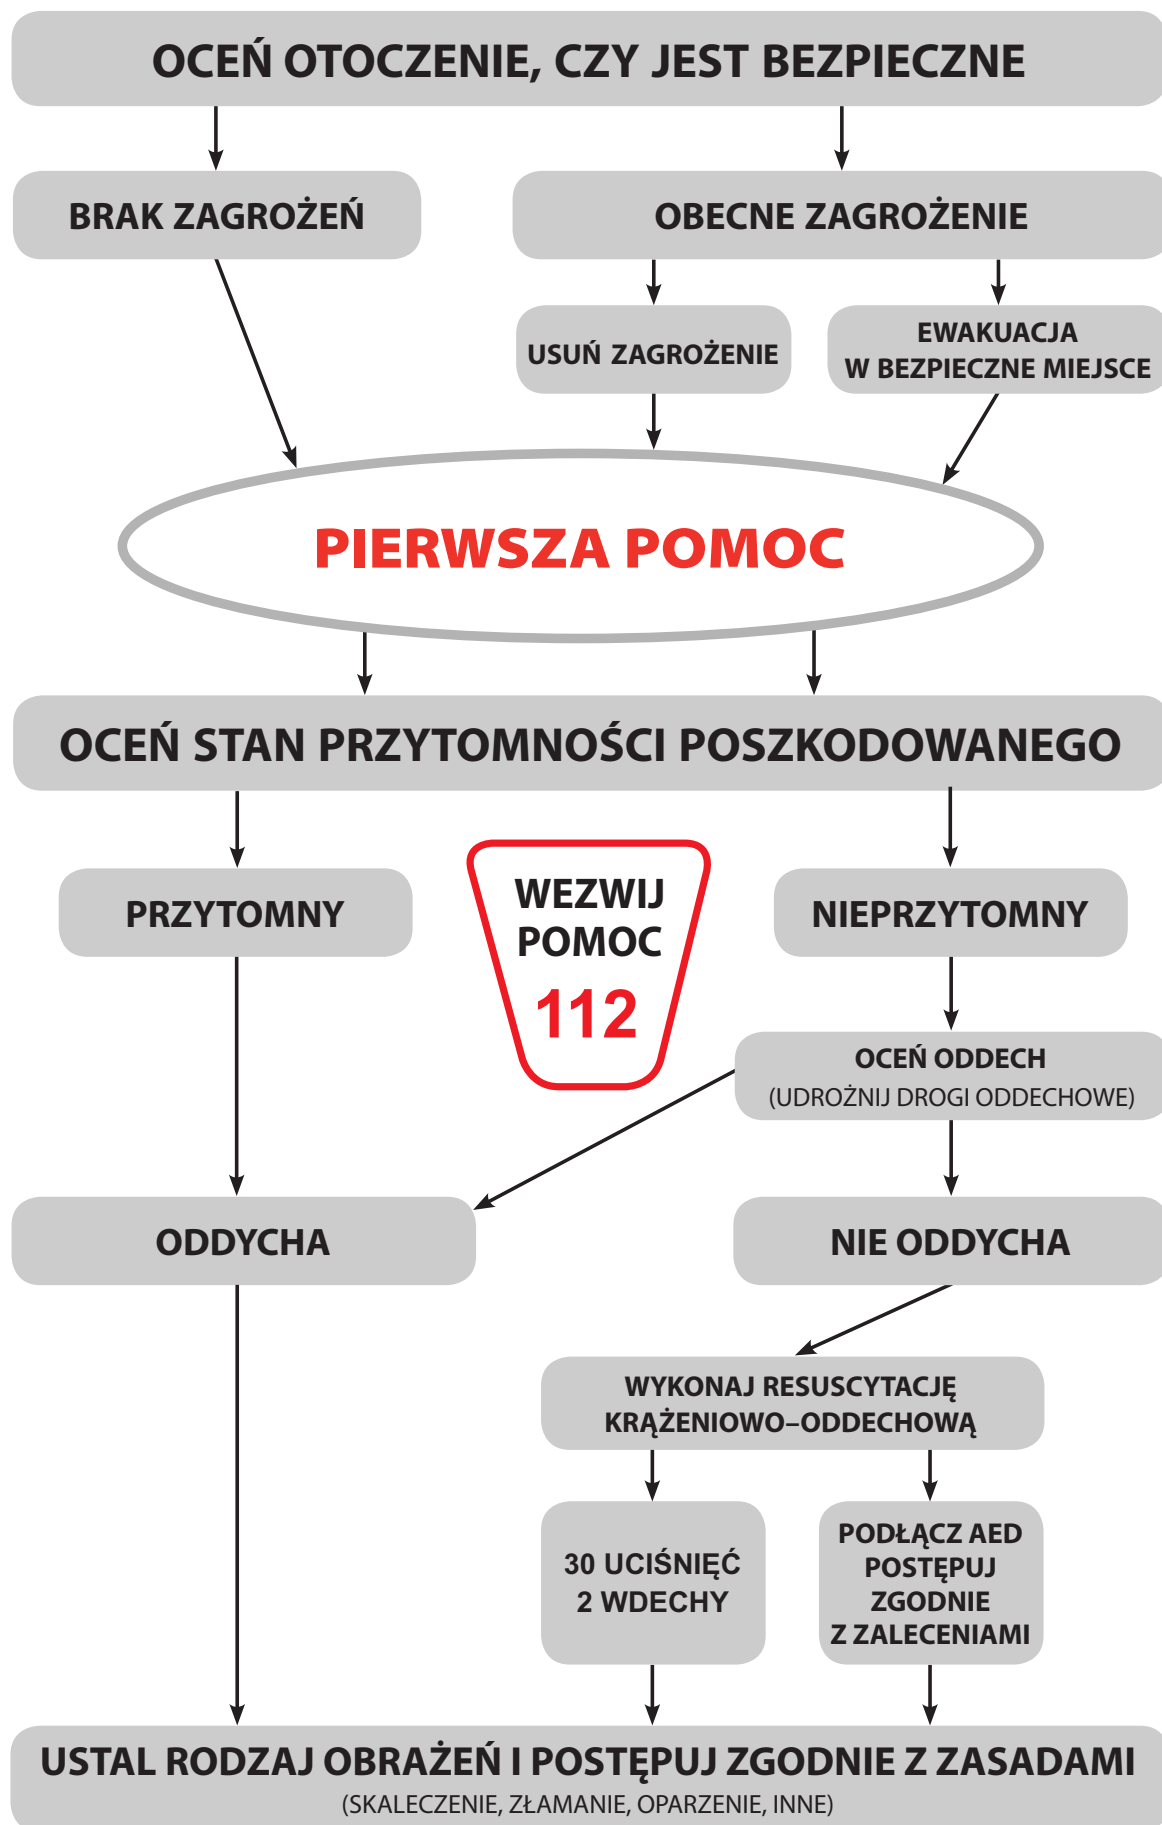 OCEŃ OTOCZENIE, CZY JEST BEZPIECZNE
BRAK ZAGROŻEŃ
OBECNE ZAGROŻENIE
USUŃ ZAGROŻENIE
EWAKUACJA
W BEZPIECZNE MIEJSCE
PIERWSZA POMOC
OCEŃ STAN PRZYTOMNOŚCI POSZKODOWANEGO
PRZYTOMNY
WEZWIJ
POMOC
112
NIEPRZYTOMNY
OCEŃ ODDECH
(UDROŻNIJ DROGI ODDECHOWE)
ODDYCHA
NIE ODDYCHA
WYKONAJ RESUSCYTACJĘ
KRĄŻENIOWO–ODDECHOWĄ
30 UCIŚNIĘĆ
2 WDECHY
PODŁĄCZ AED
POSTĘPUJ
ZGODNIE
Z ZALECENIAMI
USTAL RODZAJ OBRAŻEŃ I POSTĘPUJ ZGODNIE Z ZASADAMI
(SKALECZENIE, ZŁAMANIE, OPARZENIE, INNE)